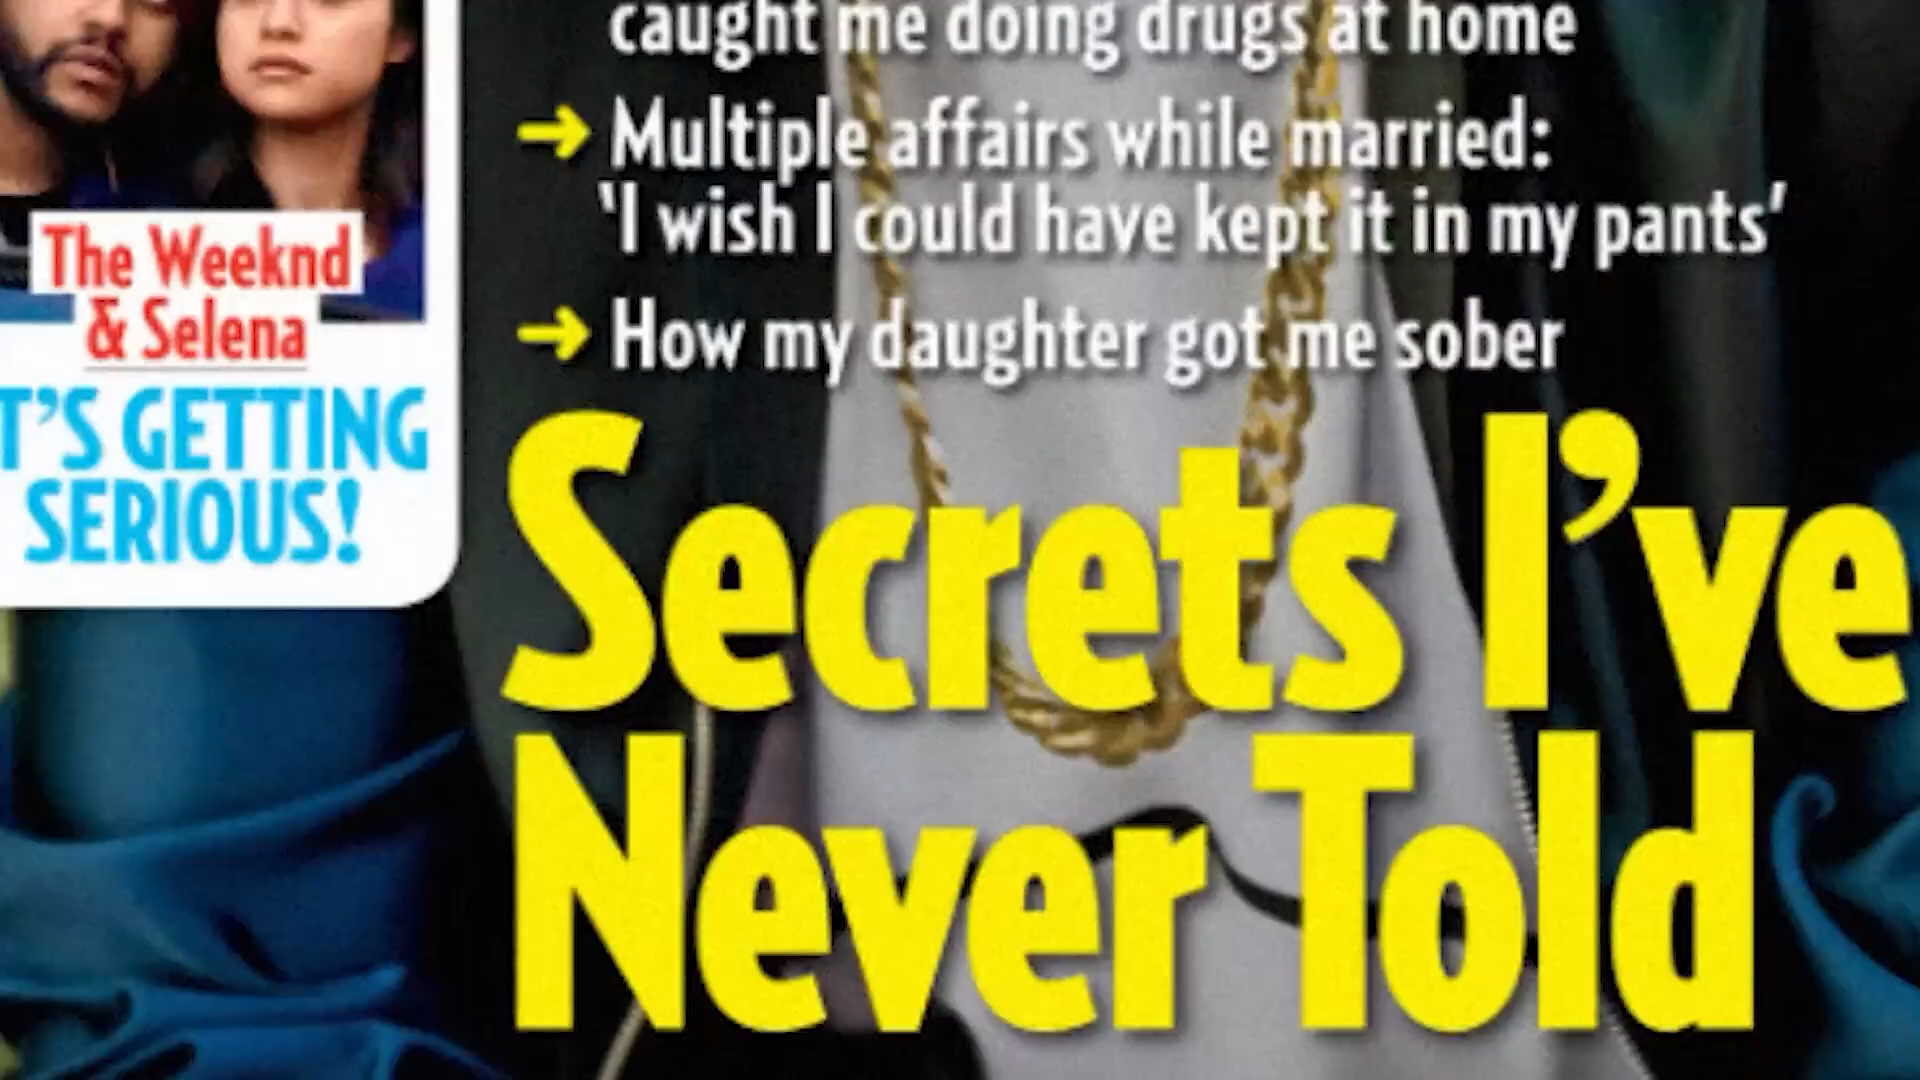 caught me doing drugs at home
➔ Multiple affairs while married:
‘I wish I could have kept it in my pants’
➔ How my daughter got me sober
Secrets I’ve
Never Told
The Weeknd
& Selena
T’S GETTING
SERIOUS!